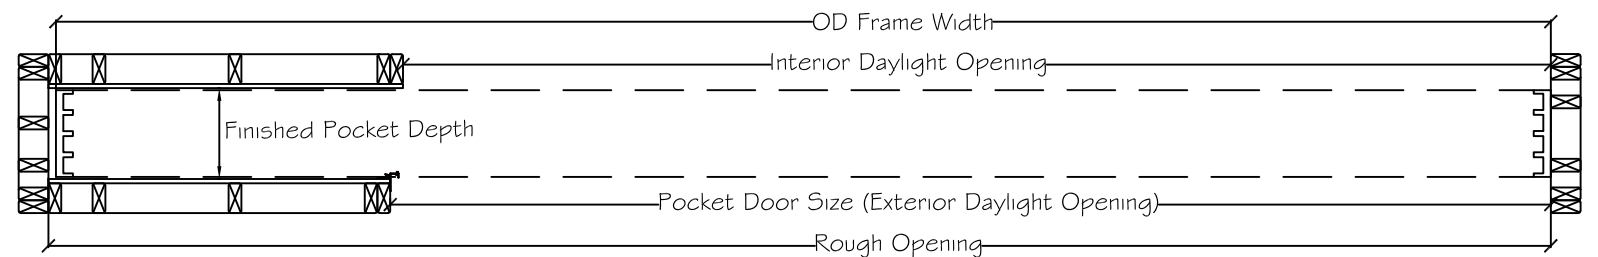 OD Frame Width
Interior Daylight Opening
Finished Pocket Depth
Pocket Door Size (Exterior Daylight Opening)
Rough Opening